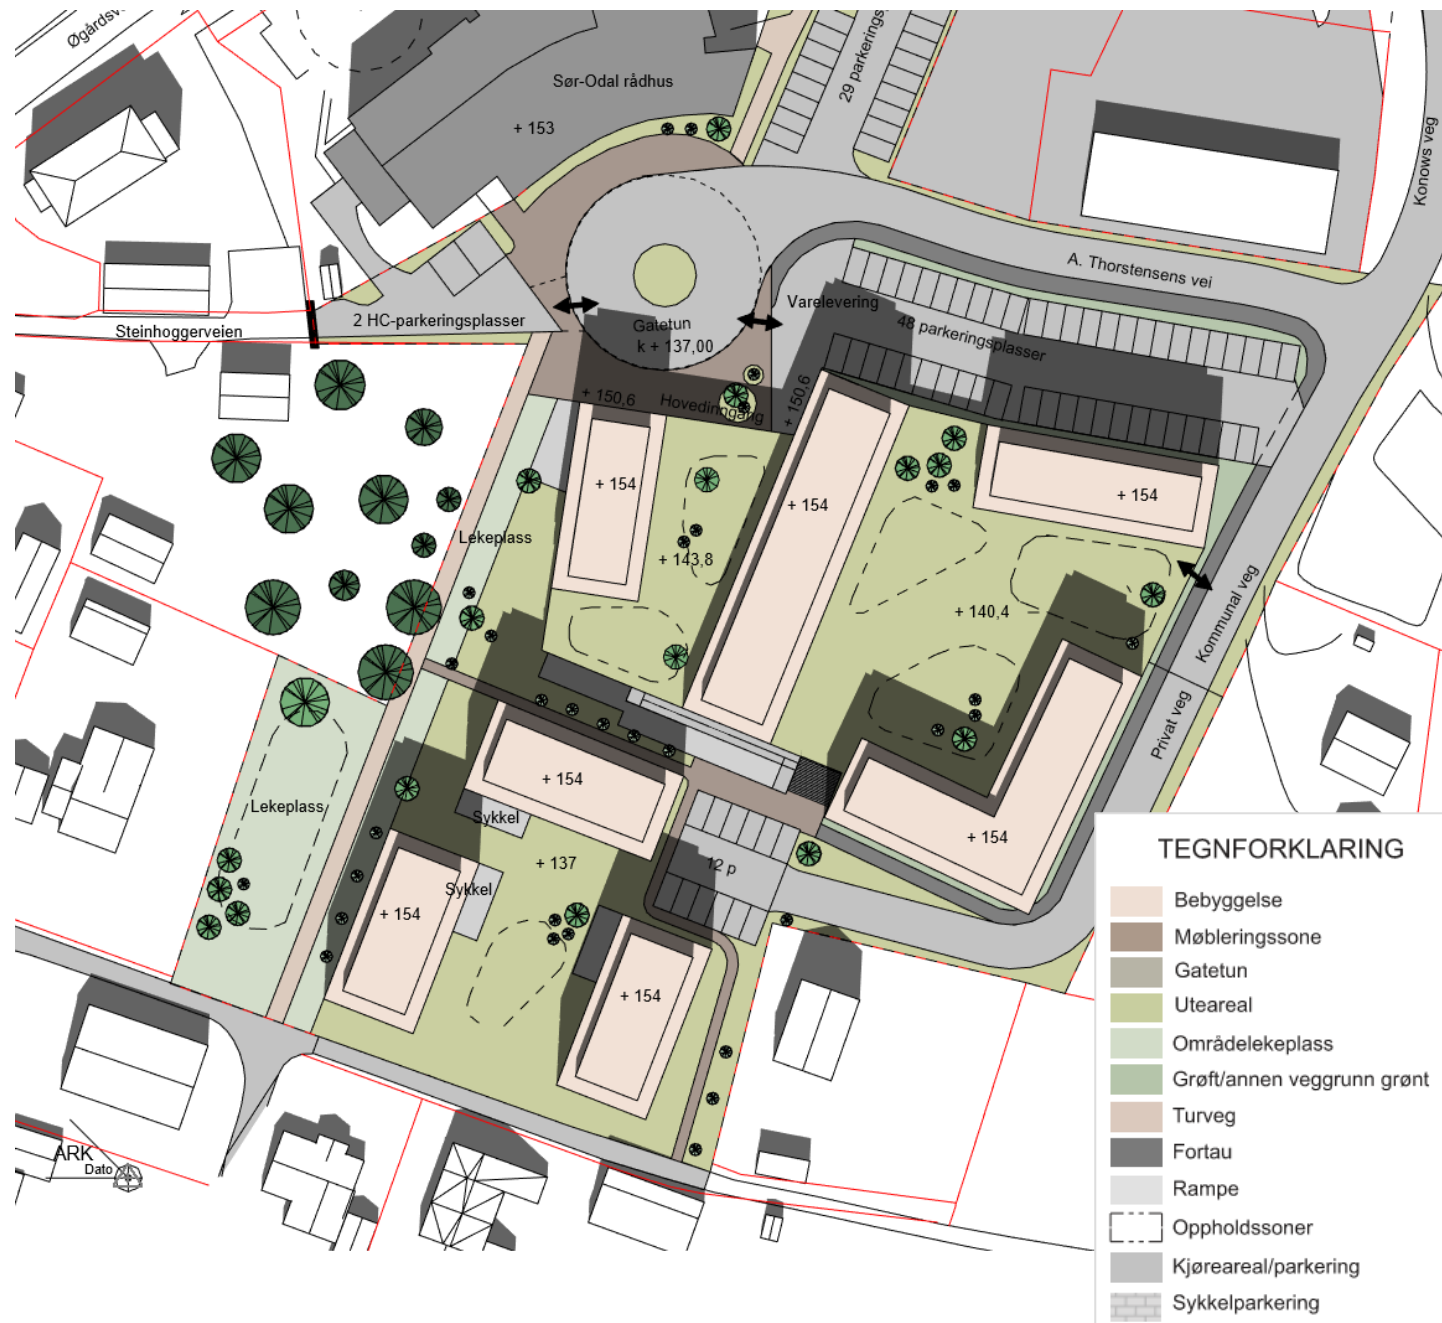 Øgårdsv
Sør-Odal rådhus
+ 153
29 parkerings
Konows veg
A. Thorstensens vei
Varelevering
Steinhoggerveien
2 HC-parkeringsplasser
Gatetun
k + 137,00
48 parkeringsplasser
+ 150,6
Hovedinngang
+ 150,6
+ 154
+ 154
+ 154
Lekeplass
+ 143,8
+ 140,4
Kommunal veg
Privat veg
+ 154
Lekeplass
Sykkel
+ 137
12 p
+ 154
Sykkel
+ 154
+ 154
ARK
Dato
TEGNFORKLARING
Bebyggelse
Møbleringssone
Gatetun
Uteareal
Områdelekeplass
Grøft/annen veggrunn grønt
Turveg
Fortau
Rampe
Oppholdssoner
Kjøreareal/parkering
Sykkelparkering